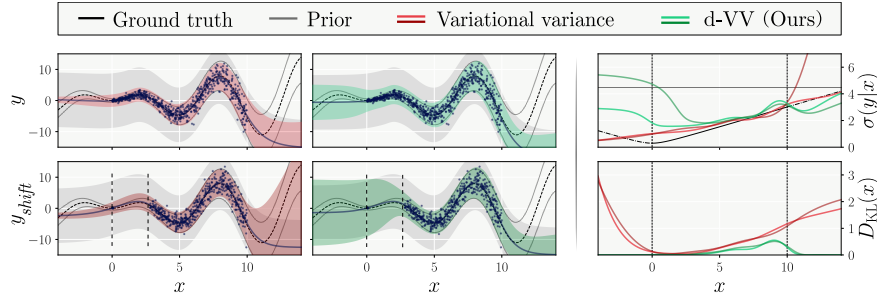 Ground truth Prior Variational variance d-VV (Ours)
10
0
−10
y
6
4
2
0
σ(y|x)
10
0
−10
y_shift
3
2
1
0
D_KL(x)
0 5 10
0 5 10
0 10
x
x
x